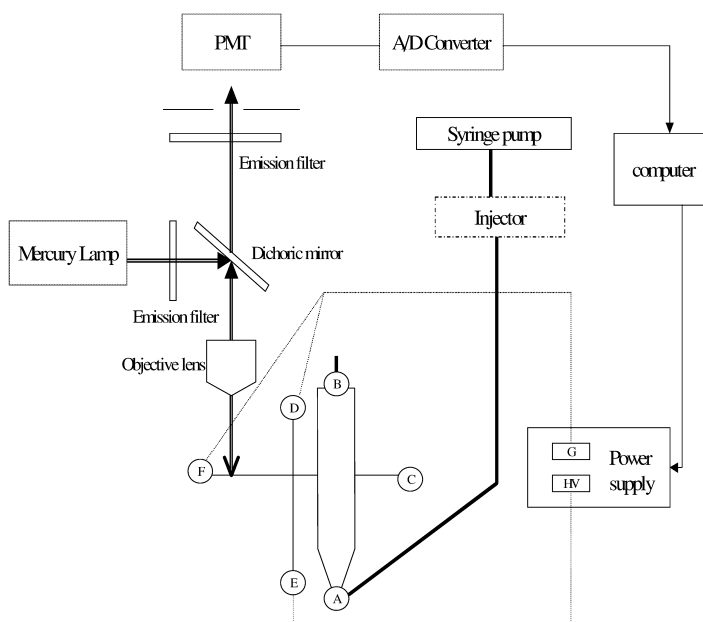 PMT
A/D Converter
Syringe pump
Emission filter
computer
Injector
Mercury Lamp
Dichoric mirror
Emission filter
Objective lens
B
D
F
C
G
Power
supply
HV
E
A